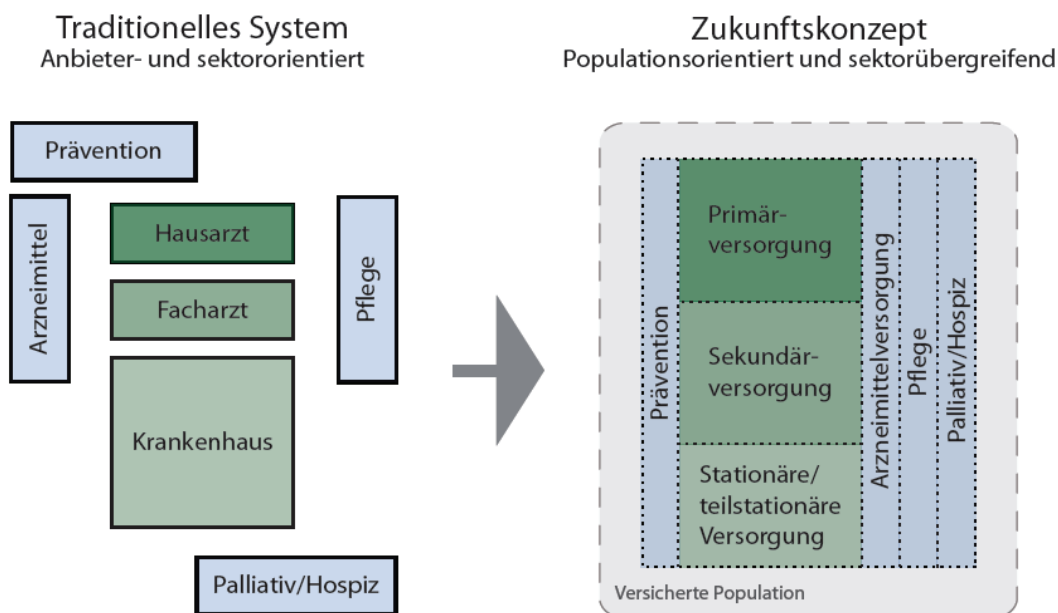 Traditionelles System
Anbieter- und sektororientiert
Prävention
Arzneimittel
Hausarzt
Facharzt
Krankenhaus
Pflege
Palliativ/Hospiz
Zukunftskonzept
Populationsorientiert und sektorübergreifend
Prävention
Primär-
versorgung
Sekundär-
versorgung
Stationäre/
teilstationäre
Versorgung
Arzneimittelversorgung
Pflege
Palliativ/Hospiz
Versicherte Population